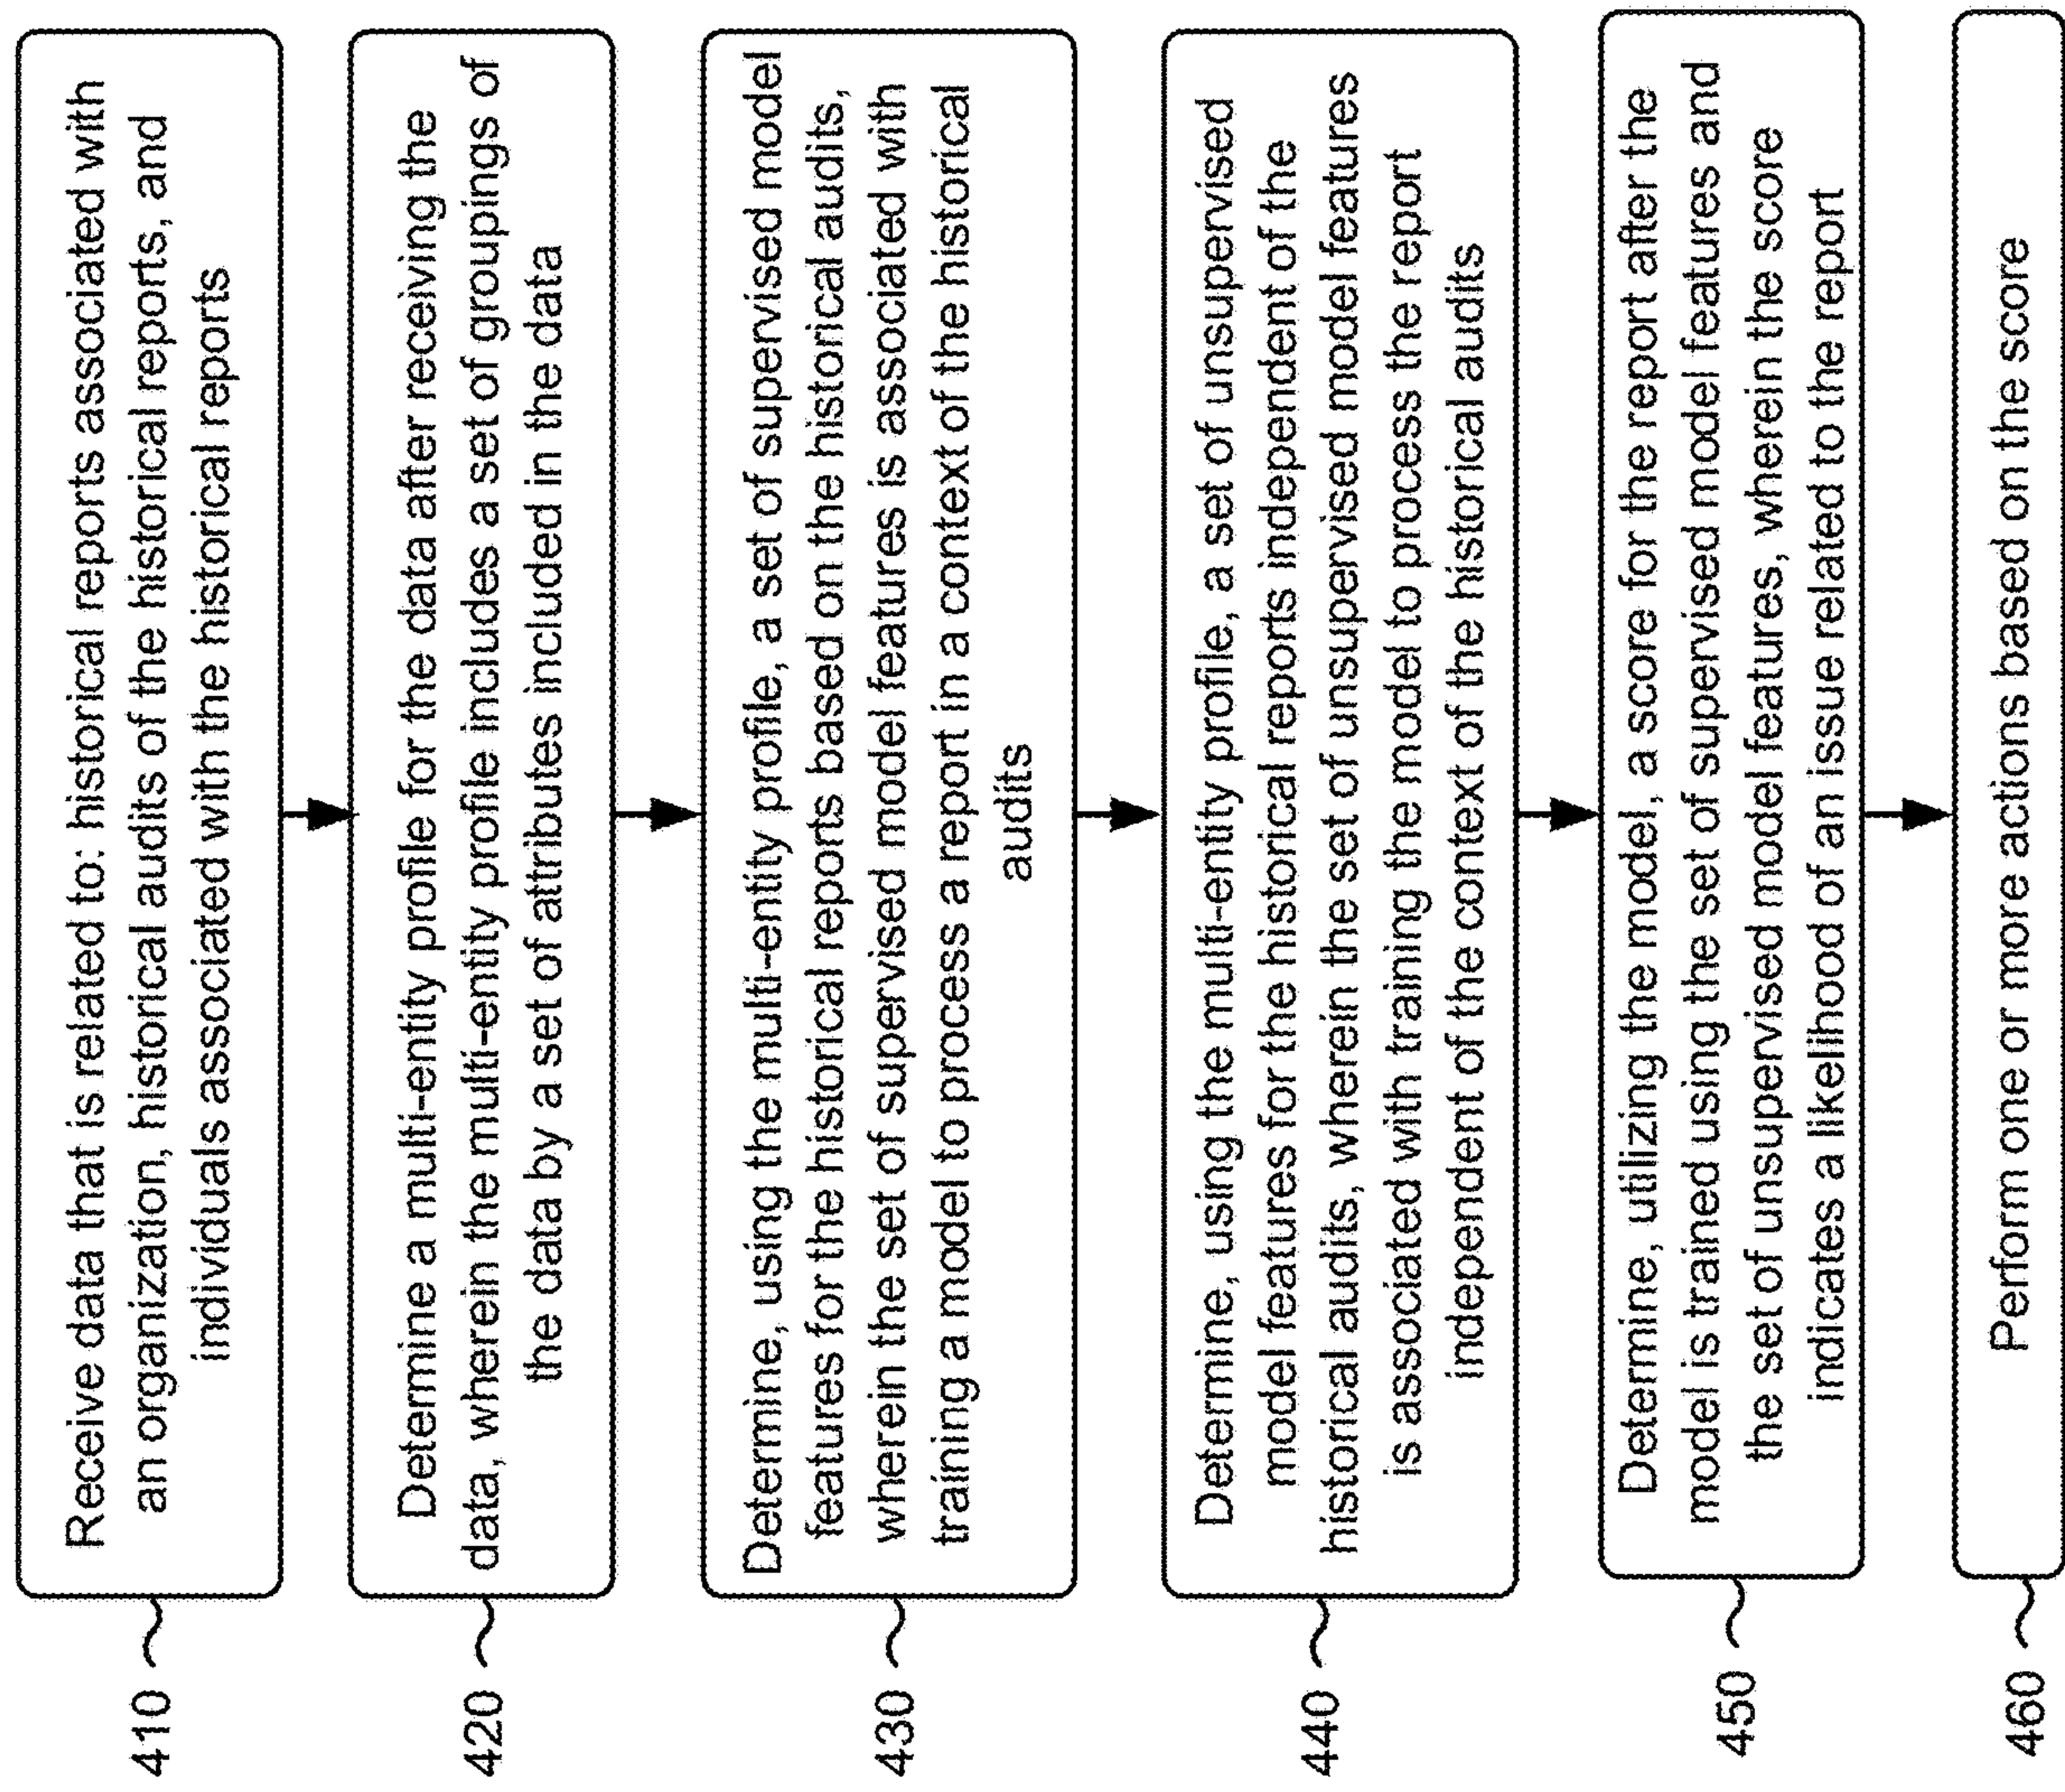 410
Receive data that is related to: historical reports associated with
an organization, historical audits of the historical reports, and
individuals associated with the historical reports
420
Determine a multi-entity profile for the data after receiving the
data, wherein the multi-entity profile includes a set of groupings of
the data by a set of attributes included in the data
430
Determine, using the multi-entity profile, a set of supervised model
features for the historical reports based on the historical audits,
wherein the set of supervised model features is associated with
training a model to process a report in a context of the historical
audits
440
Determine, using the multi-entity profile, a set of unsupervised
model features for the historical reports independent of the
historical audits, wherein the set of unsupervised model features
is associated with training the model to process the report
independent of the context of the historical audits
450
Determine, utilizing the model, a score for the report after the
model is trained using the set of supervised model features and
the set of unsupervised model features, wherein the score
indicates a likelihood of an issue related to the report
460
Perform one or more actions based on the score